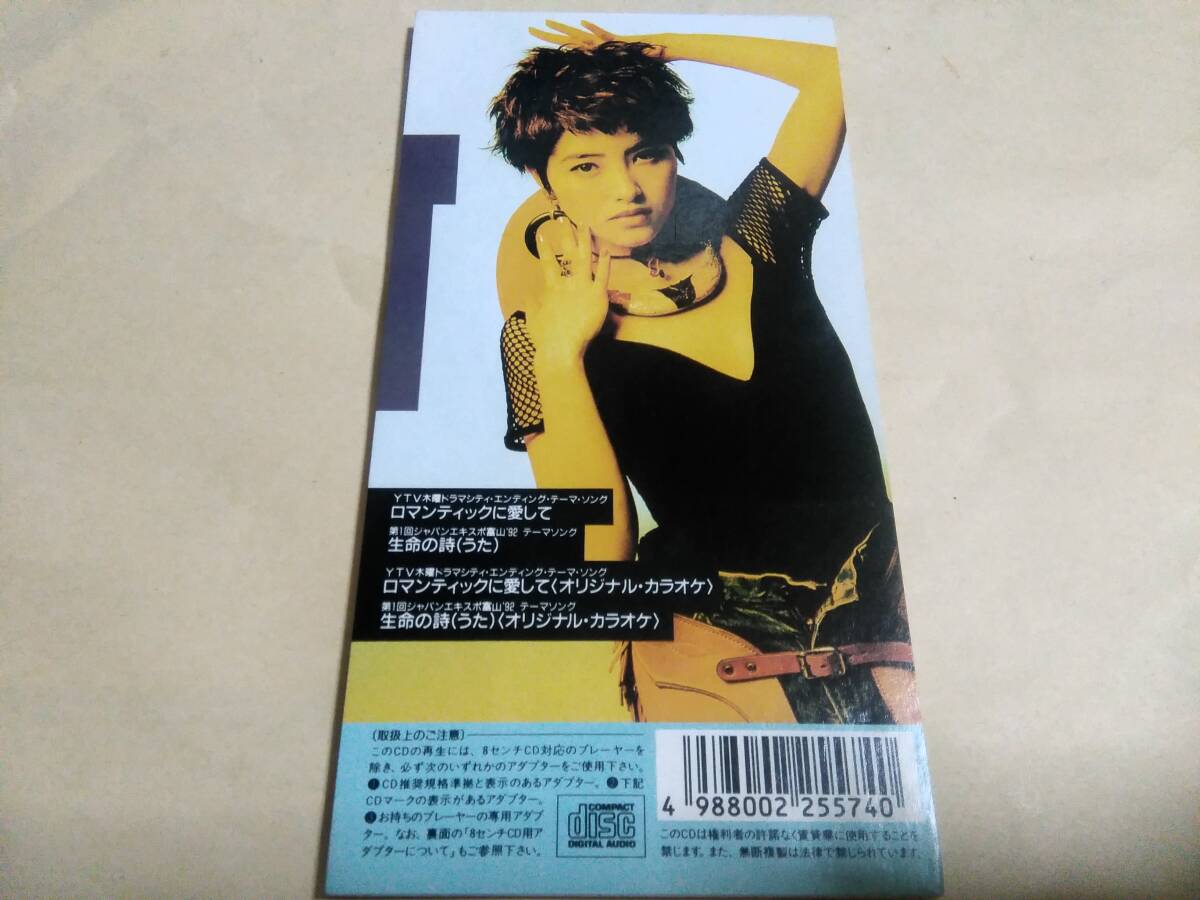 YTV木曜ドラマシティ・エンディング・テーマ・ソング
ロマンティックに愛して
第1回ジャパンエキスポ富山'92 テーマソング
生命の詩(うた)
YTV木曜ドラマシティ・エンディング・テーマ・ソング
ロマンティックに愛して〈オリジナル・カラオケ〉
第1回ジャパンエキスポ富山'92 テーマソング
生命の詩(うた)〈オリジナル・カラオケ〉
〔取扱上のご注意〕
このCDの再生には、8センチCD対応のプレーヤーを
除き、必ず次のいずれかのアダプターをご使用下さい。
❶CD推奨規格準拠と表示のあるアダプター。❷下記
CDマークの表示があるアダプター。
❸お持ちのプレーヤーの専用アダプ
ター。なお、裏面の「8センチCD用ア
ダプターについて」もご参照下さい。
COMPACT
disc
DIGITAL AUDIO
4 988002 255740
このCDは権利者の許諾なく賃貸業に使用することを
禁じます。また、無断複製は法律で禁じられています。